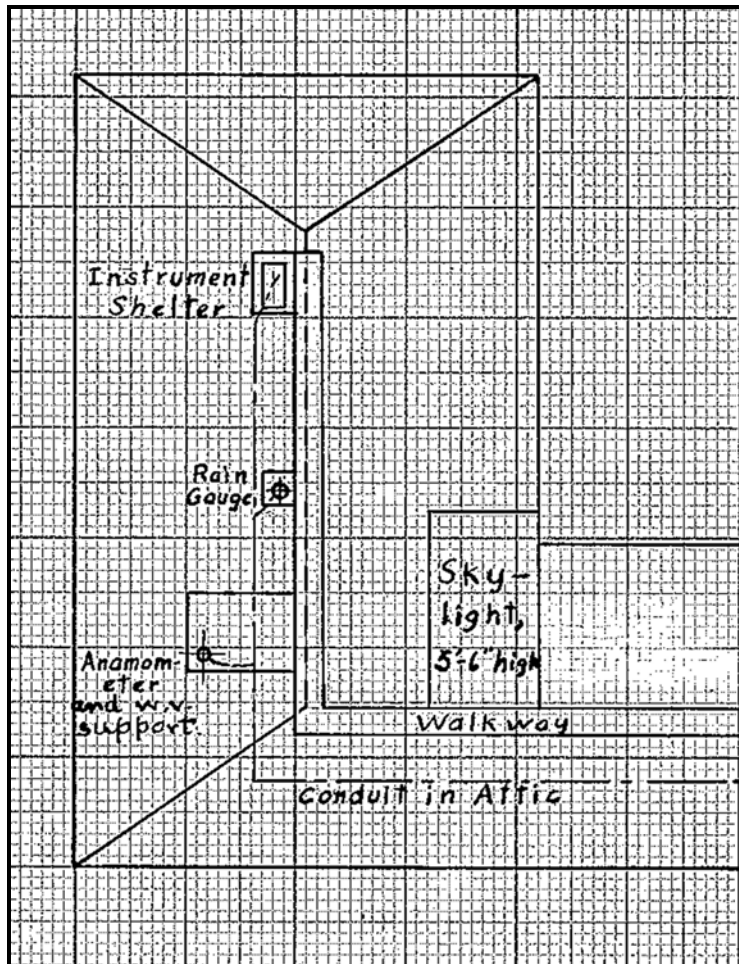 Instrument
Shelter
Rain
Gauge
Sky-
light,
5'-6" high
Anamom-
eter
and w.v.
support.
Walkway
Conduit in Attic